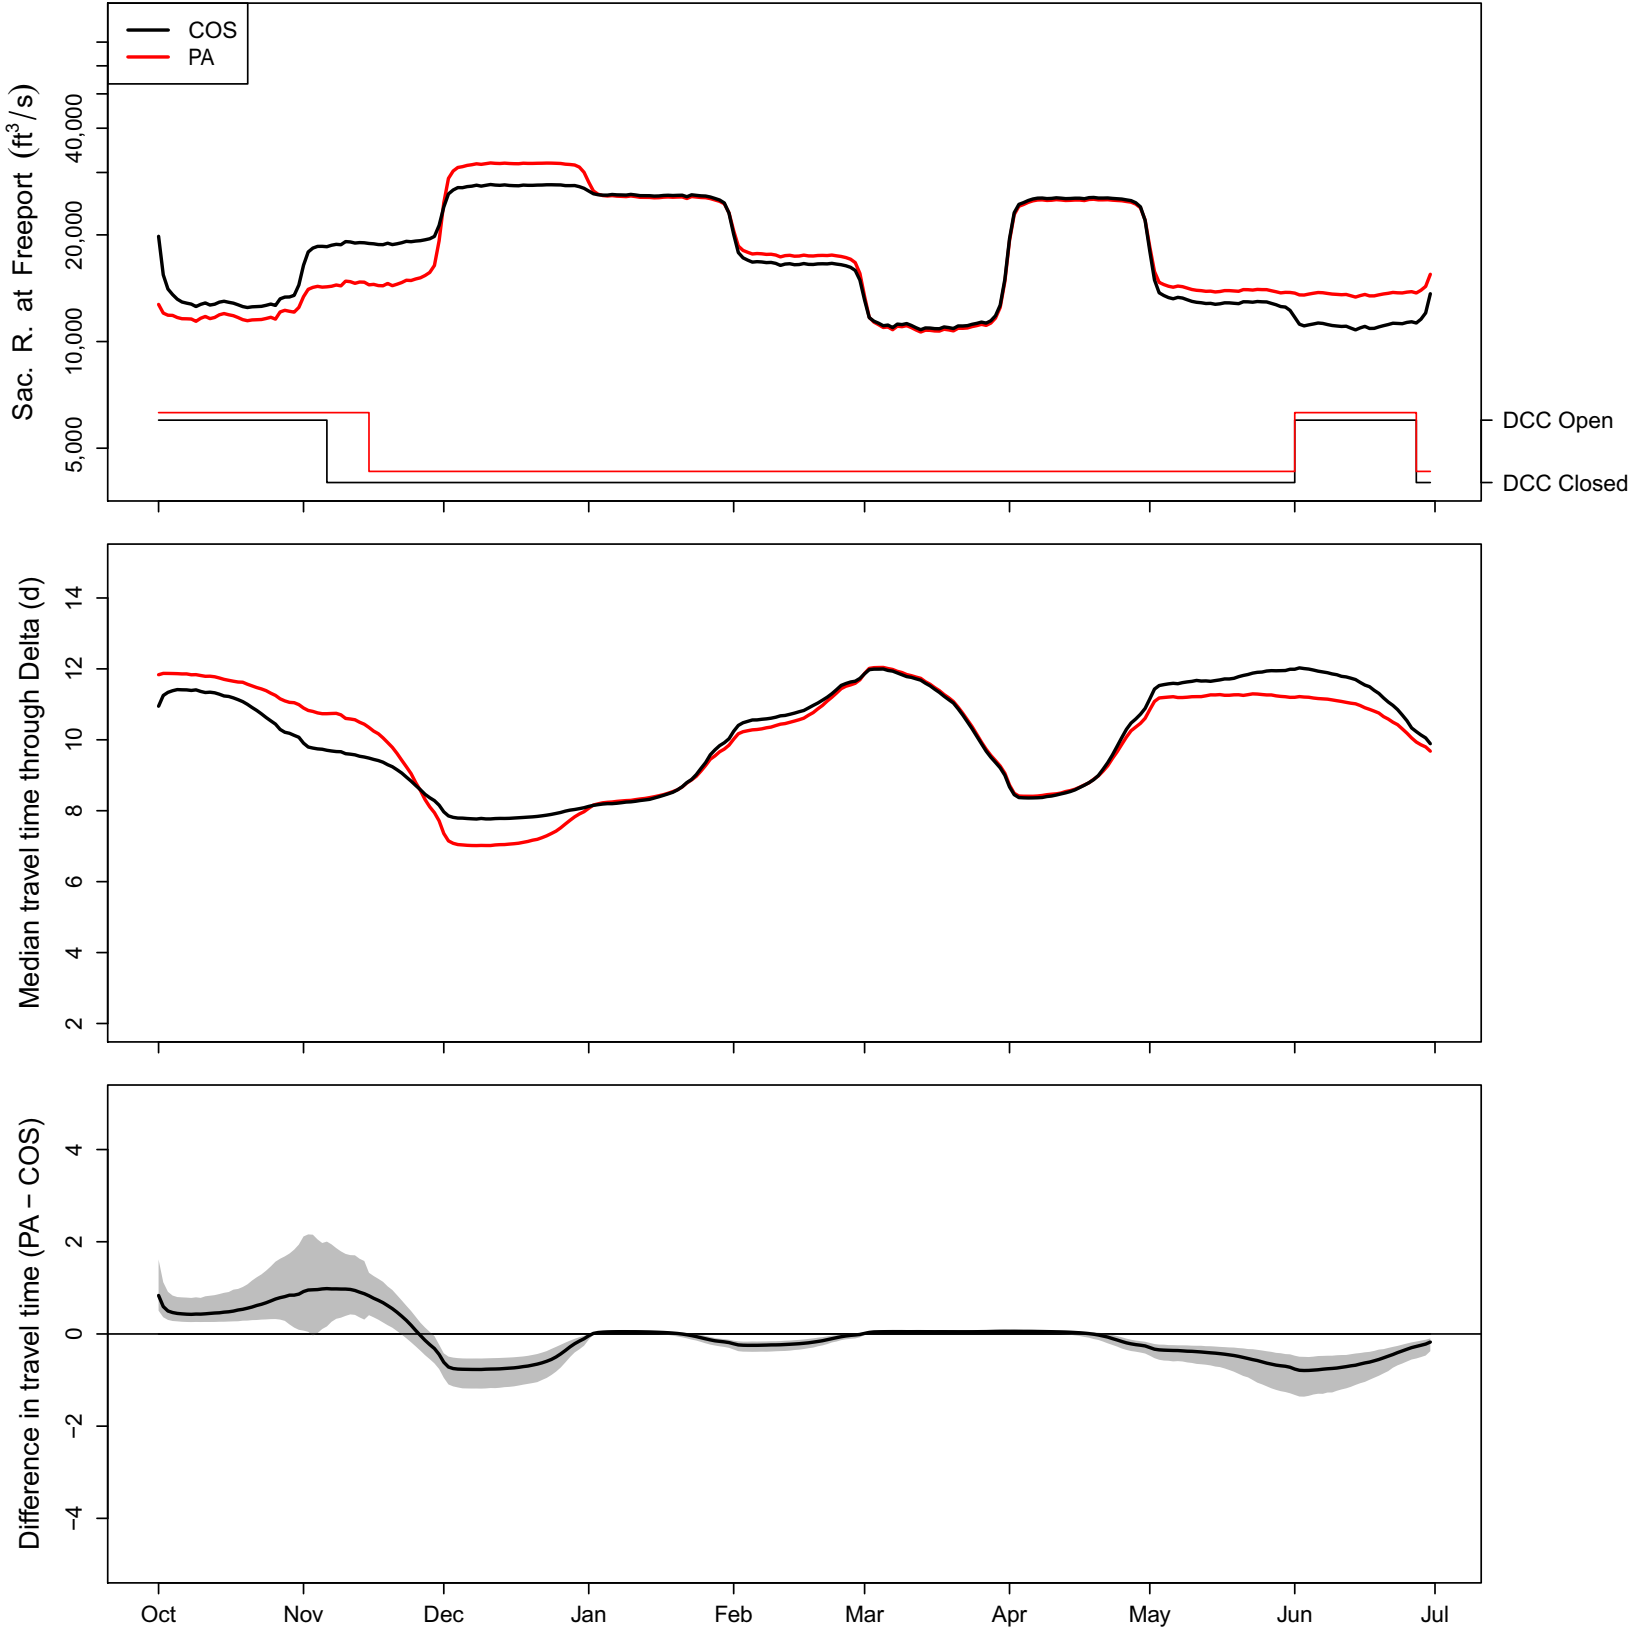 COS
PA
Sac. R. at Freeport (ft³/s)
40,000
20,000
10,000
5,000
DCC Open
DCC Closed
Median travel time through Delta (d)
14
12
10
8
6
4
2
Difference in travel time (PA − COS)
4
2
0
−2
−4
Oct Nov Dec Jan Feb Mar Apr May Jun Jul